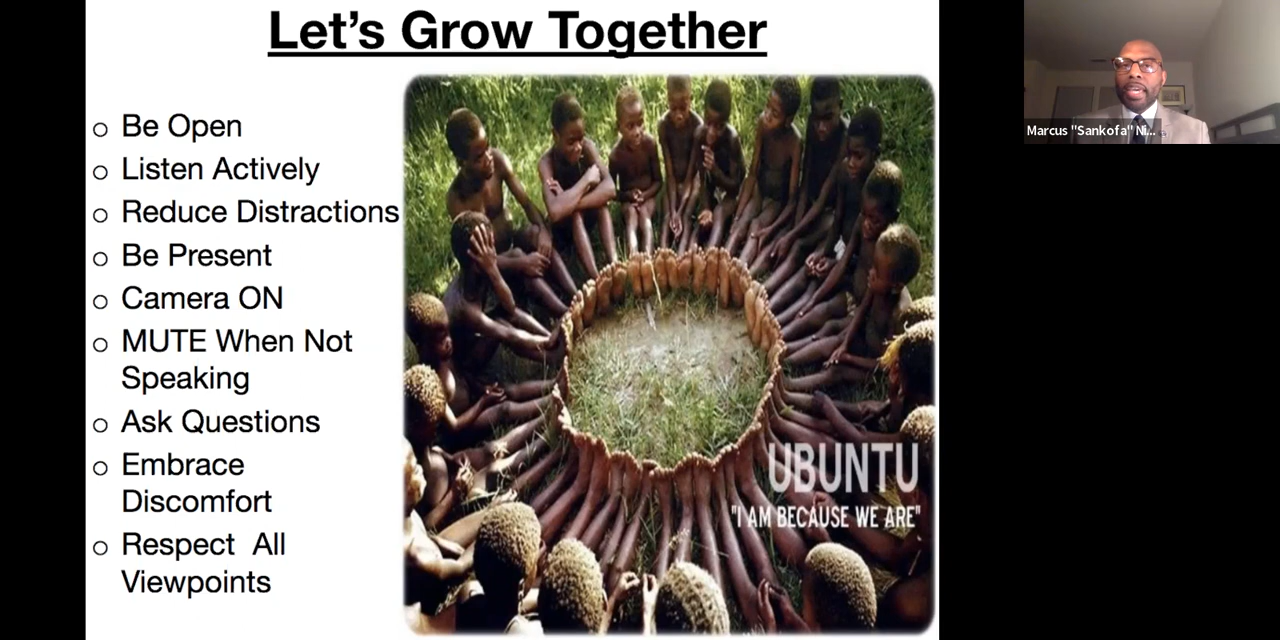 Let's Grow Together
Be Open
Listen Actively
Reduce Distractions
Be Present
Camera ON
MUTE When Not
Speaking
Ask Questions
Embrace
Discomfort
Respect All
Viewpoints
UBUNTU
"I AM BECAUSE WE ARE"
Marcus "Sankofa" Ni...